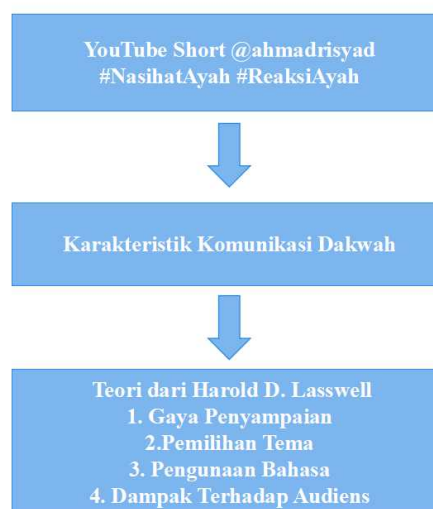 YouTube Short @ahmadrisyad
#NasihatAyah #ReaksiAyah
Karakteristik Komunikasi Dakwah
Teori dari Harold D. Lasswell
1. Gaya Penyampaian
2.Pemilihan Tema
3. Pengunaan Bahasa
4. Dampak Terhadap Audiens